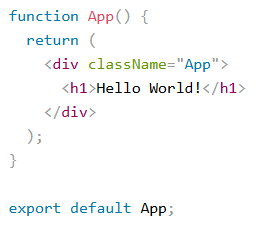 function App() {
  return (
    <div className="App">
      <h1>Hello World!</h1>
    </div>
  );
}

export default App;